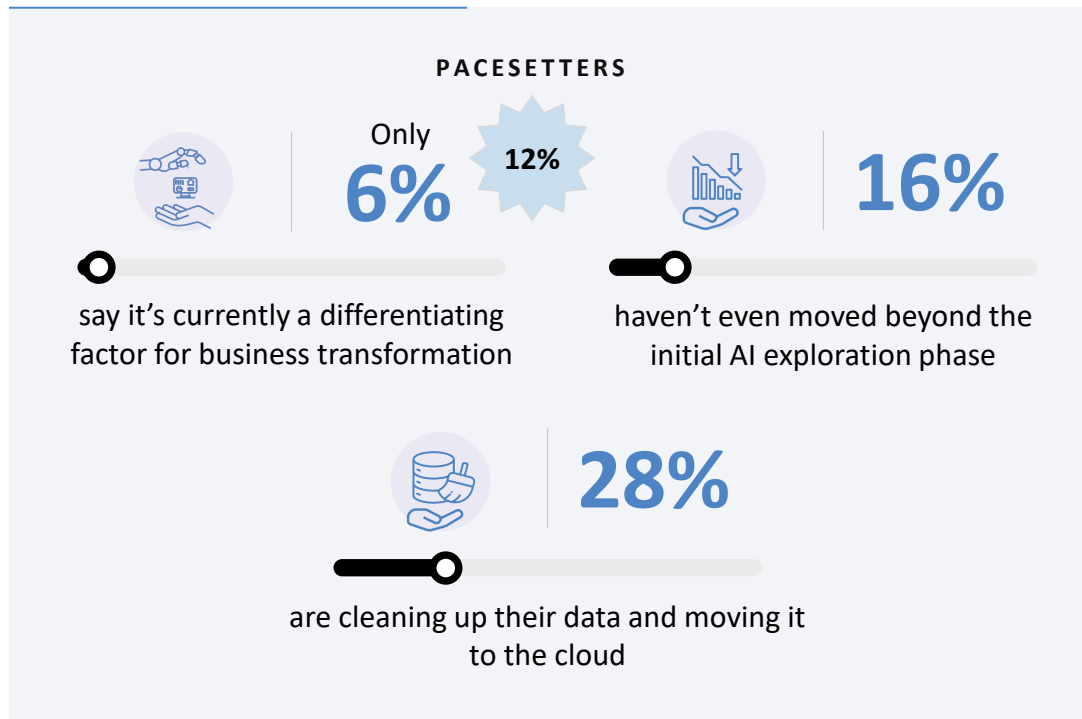 PACESETTERS
Only
6%
12%
say it’s currently a differentiating
factor for business transformation
16%
haven’t even moved beyond the
initial AI exploration phase
28%
are cleaning up their data and moving it
to the cloud